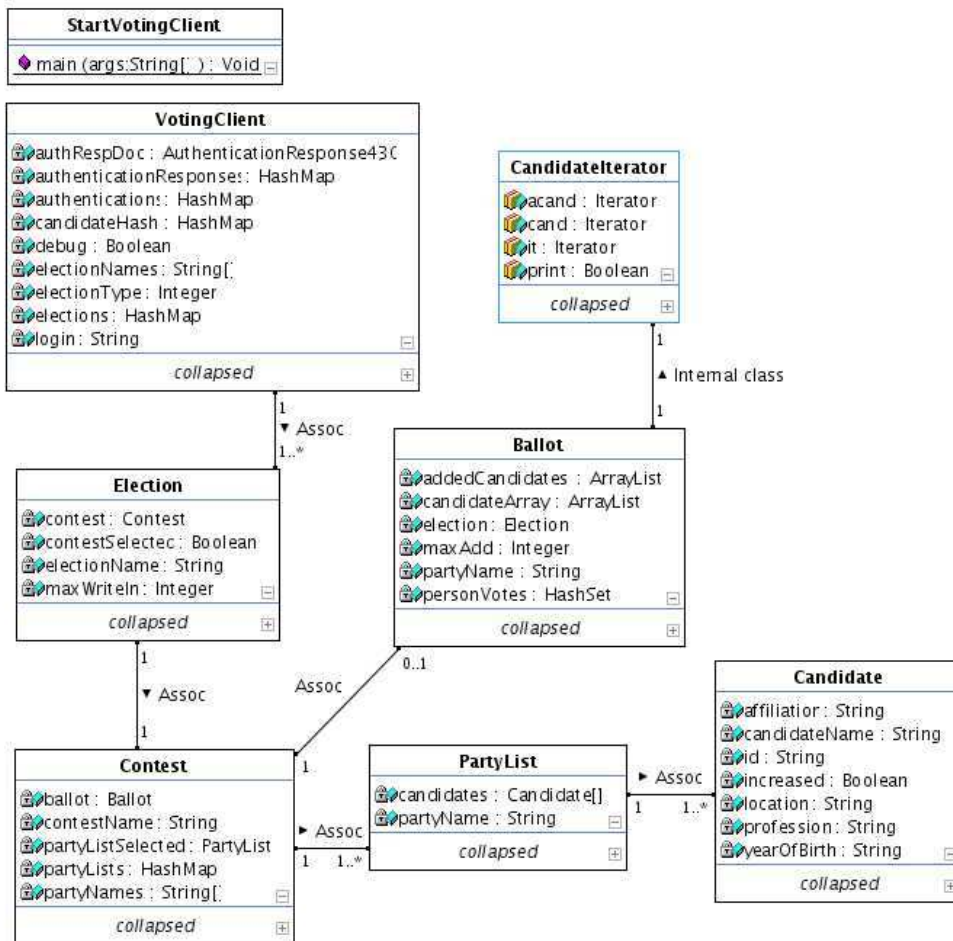 StartVotingClient
main (args:String[ ) : Void
VotingClient
authRespDoc : AuthenticationResponse43(
authenticationResponses : HashMap
authentications : HashMap
candidateHash : HashMap
debug : Boolean
electionNames : String[
electionType : Integer
elections : HashMap
login : String
collapsed
CandidateIterator
acand : Iterator
cand : Iterator
it : Iterator
print : Boolean
collapsed
1
▲ Internal class
1
1
▼ Assoc
1..*
Ballot
addedCandidates : ArrayList
candidateArray : ArrayList
election : Election
maxAdd : Integer
partyName : String
personVotes : HashSet
collapsed
Election
contest : Contest
contestSelectec : Boolean
electionName : String
maxWriteIn : Integer
collapsed
1
▼ Assoc
1
Assoc
0..1
1
Candidate
affiliatior : String
candidateName : String
id : String
increased : Boolean
location : String
profession : String
yearOfBirth : String
collapsed
Contest
ballot : Ballot
contestName : String
partyListSelected : PartyList
partyLists : HashMap
partyNames : String[
collapsed
► Assoc
1 1..*
PartyList
candidates : Candidate[]
partyName : String
collapsed
► Assoc
1 1..*